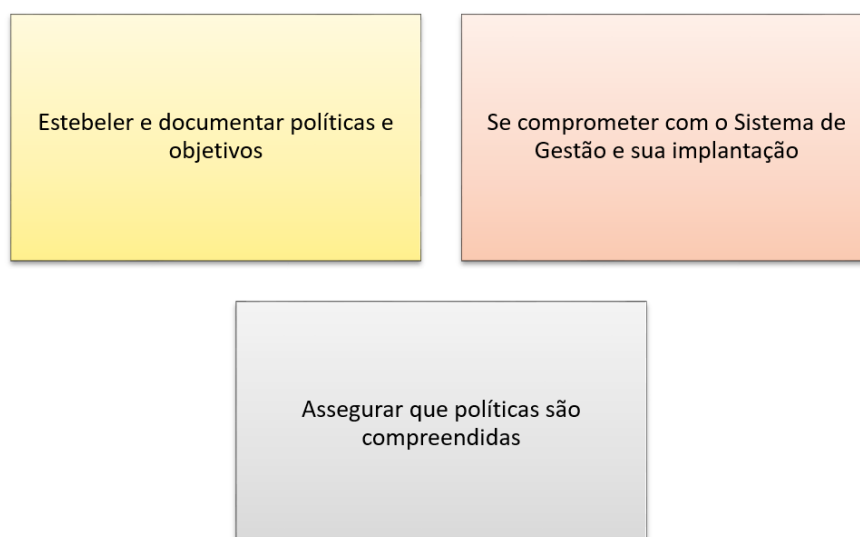 Estebeler e documentar políticas e
objetivos
Se comprometer com o Sistema de
Gestão e sua implantação
Assegurar que políticas são
compreendidas